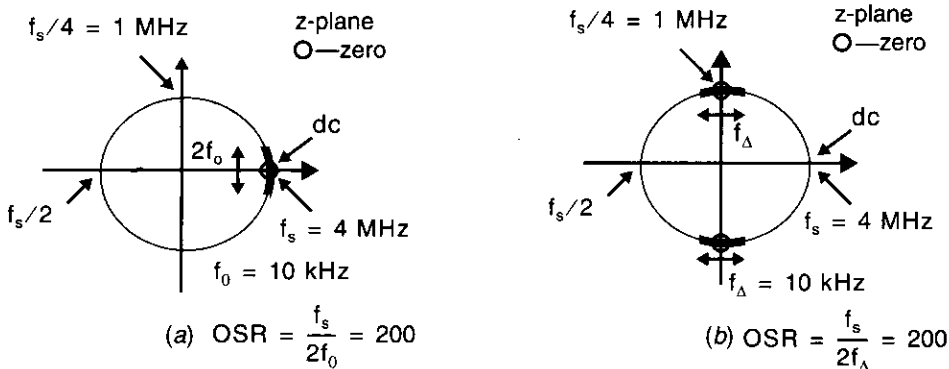 f_s/4 = 1 MHz
z-plane
O—zero
dc
2f_o
f_s/2
f_s = 4 MHz
f_0 = 10 kHz
(a) OSR = f_s/2f_0 = 200
f_s/4 = 1 MHz
z-plane
O—zero
dc
f_Δ
f_s/2
f_s = 4 MHz
f_Δ = 10 kHz
(b) OSR = f_s/2f_Δ = 200